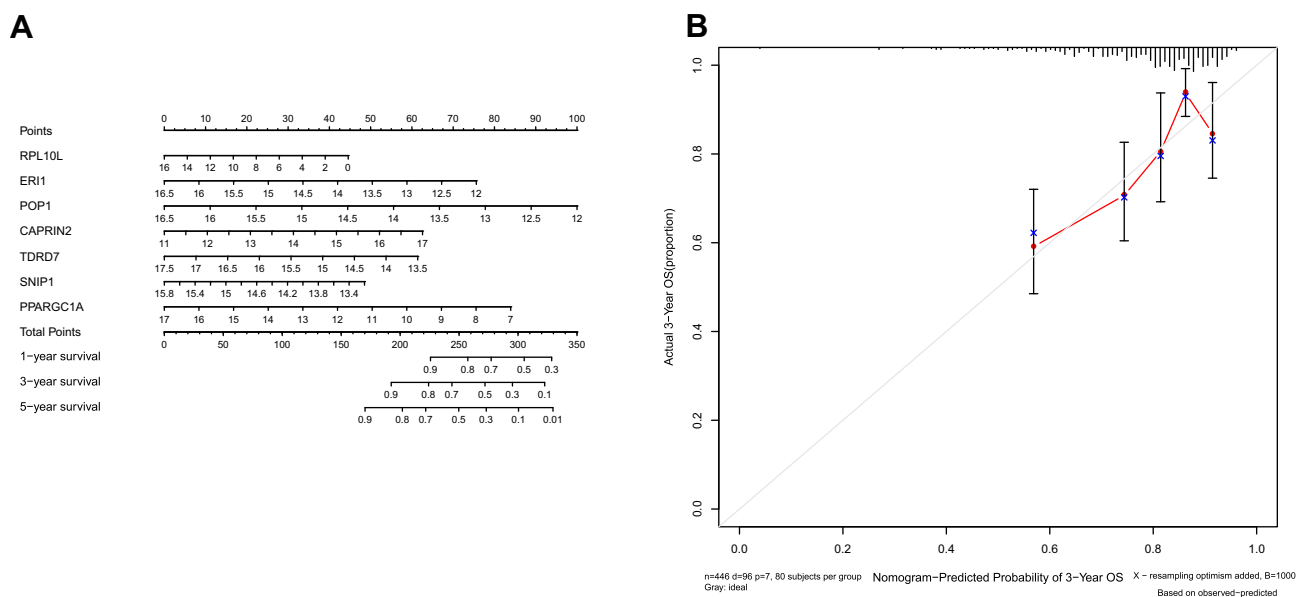 A
Points
0 10 20 30 40 50 60 70 80 90 100
RPL10L
16 14 12 10 8 6 4 2 0
ERI1
16.5 16 15.5 15 14.5 14 13.5 13 12.5 12
POP1
16.5 16 15.5 15 14.5 14 13.5 13 12.5 12
CAPRIN2
11 12 13 14 15 16 17
TDRD7
17.5 17 16.5 16 15.5 15 14.5 14 13.5
SNIP1
15.8 15.4 15 14.6 14.2 13.8 13.4
PPARGC1A
17 16 15 14 13 12 11 10 9 8 7
Total Points
0 50 100 150 200 250 300 350
1−year survival
0.9 0.8 0.7 0.5 0.3
3−year survival
0.9 0.8 0.7 0.5 0.3 0.1
5−year survival
0.9 0.8 0.7 0.5 0.3 0.1 0.01
B
Actual 3−Year OS(proportion)
1.0
0.8
0.6
0.4
0.2
0.0
0.0 0.2 0.4 0.6 0.8 1.0
Nomogram−Predicted Probability of 3−Year OS
n=446 d=96 p=7, 80 subjects per group
Gray: ideal
X − resampling optimism added, B=1000
Based on observed−predicted